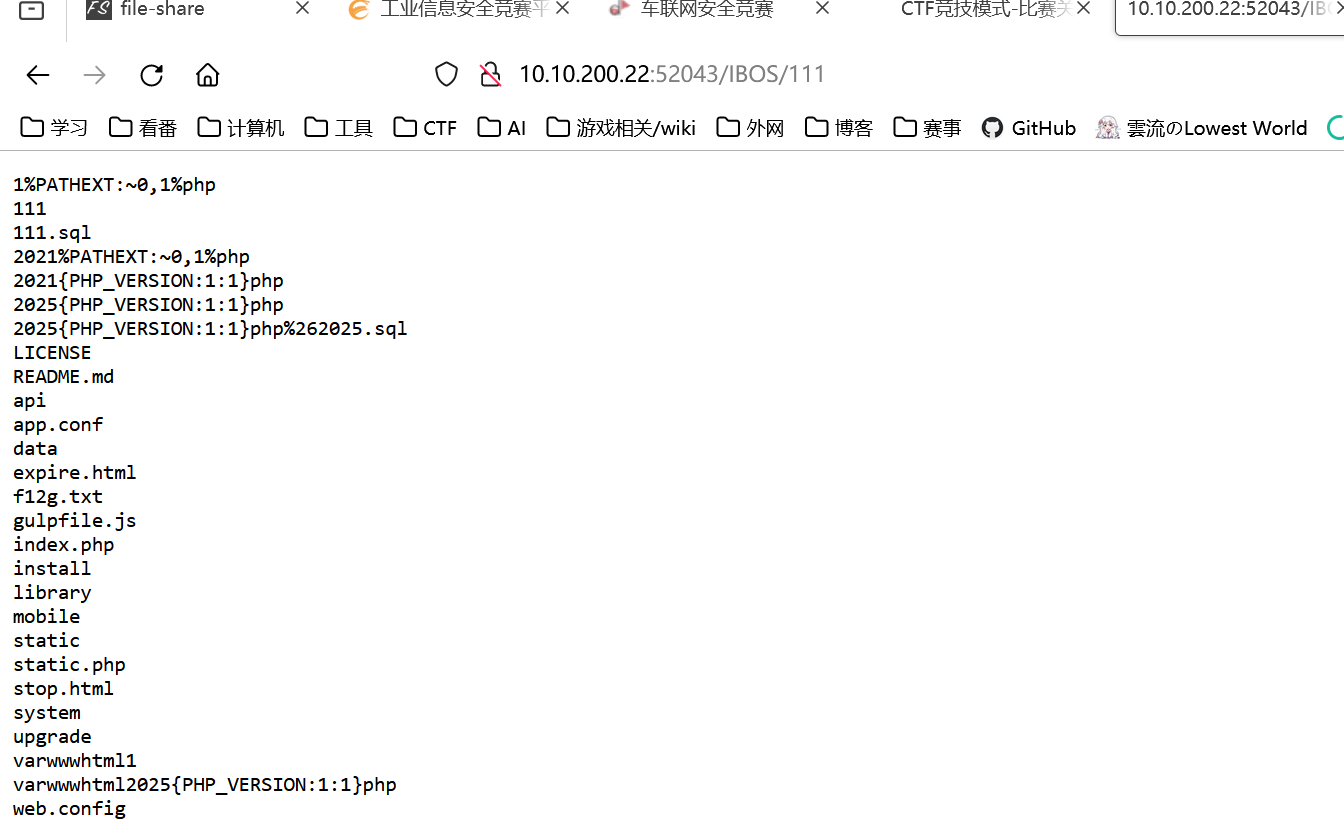 file-share
工业信息安全竞赛平
车联网安全竞赛
CTF竞技模式-比赛关
10.10.200.22:52043/IBO
10.10.200.22:52043/IBOS/111
学习 看番 计算机 工具 CTF AI 游戏相关/wiki 外网 博客 赛事 GitHub 雲流のLowest World
1%PATHEXT:~0,1%php
111
111.sql
2021%PATHEXT:~0,1%php
2021{PHP_VERSION:1:1}php
2025{PHP_VERSION:1:1}php
2025{PHP_VERSION:1:1}php%262025.sql
LICENSE
README.md
api
app.conf
data
expire.html
f12g.txt
gulpfile.js
index.php
install
library
mobile
static
static.php
stop.html
system
upgrade
varwwwhtml1
varwwwhtml2025{PHP_VERSION:1:1}php
web.config